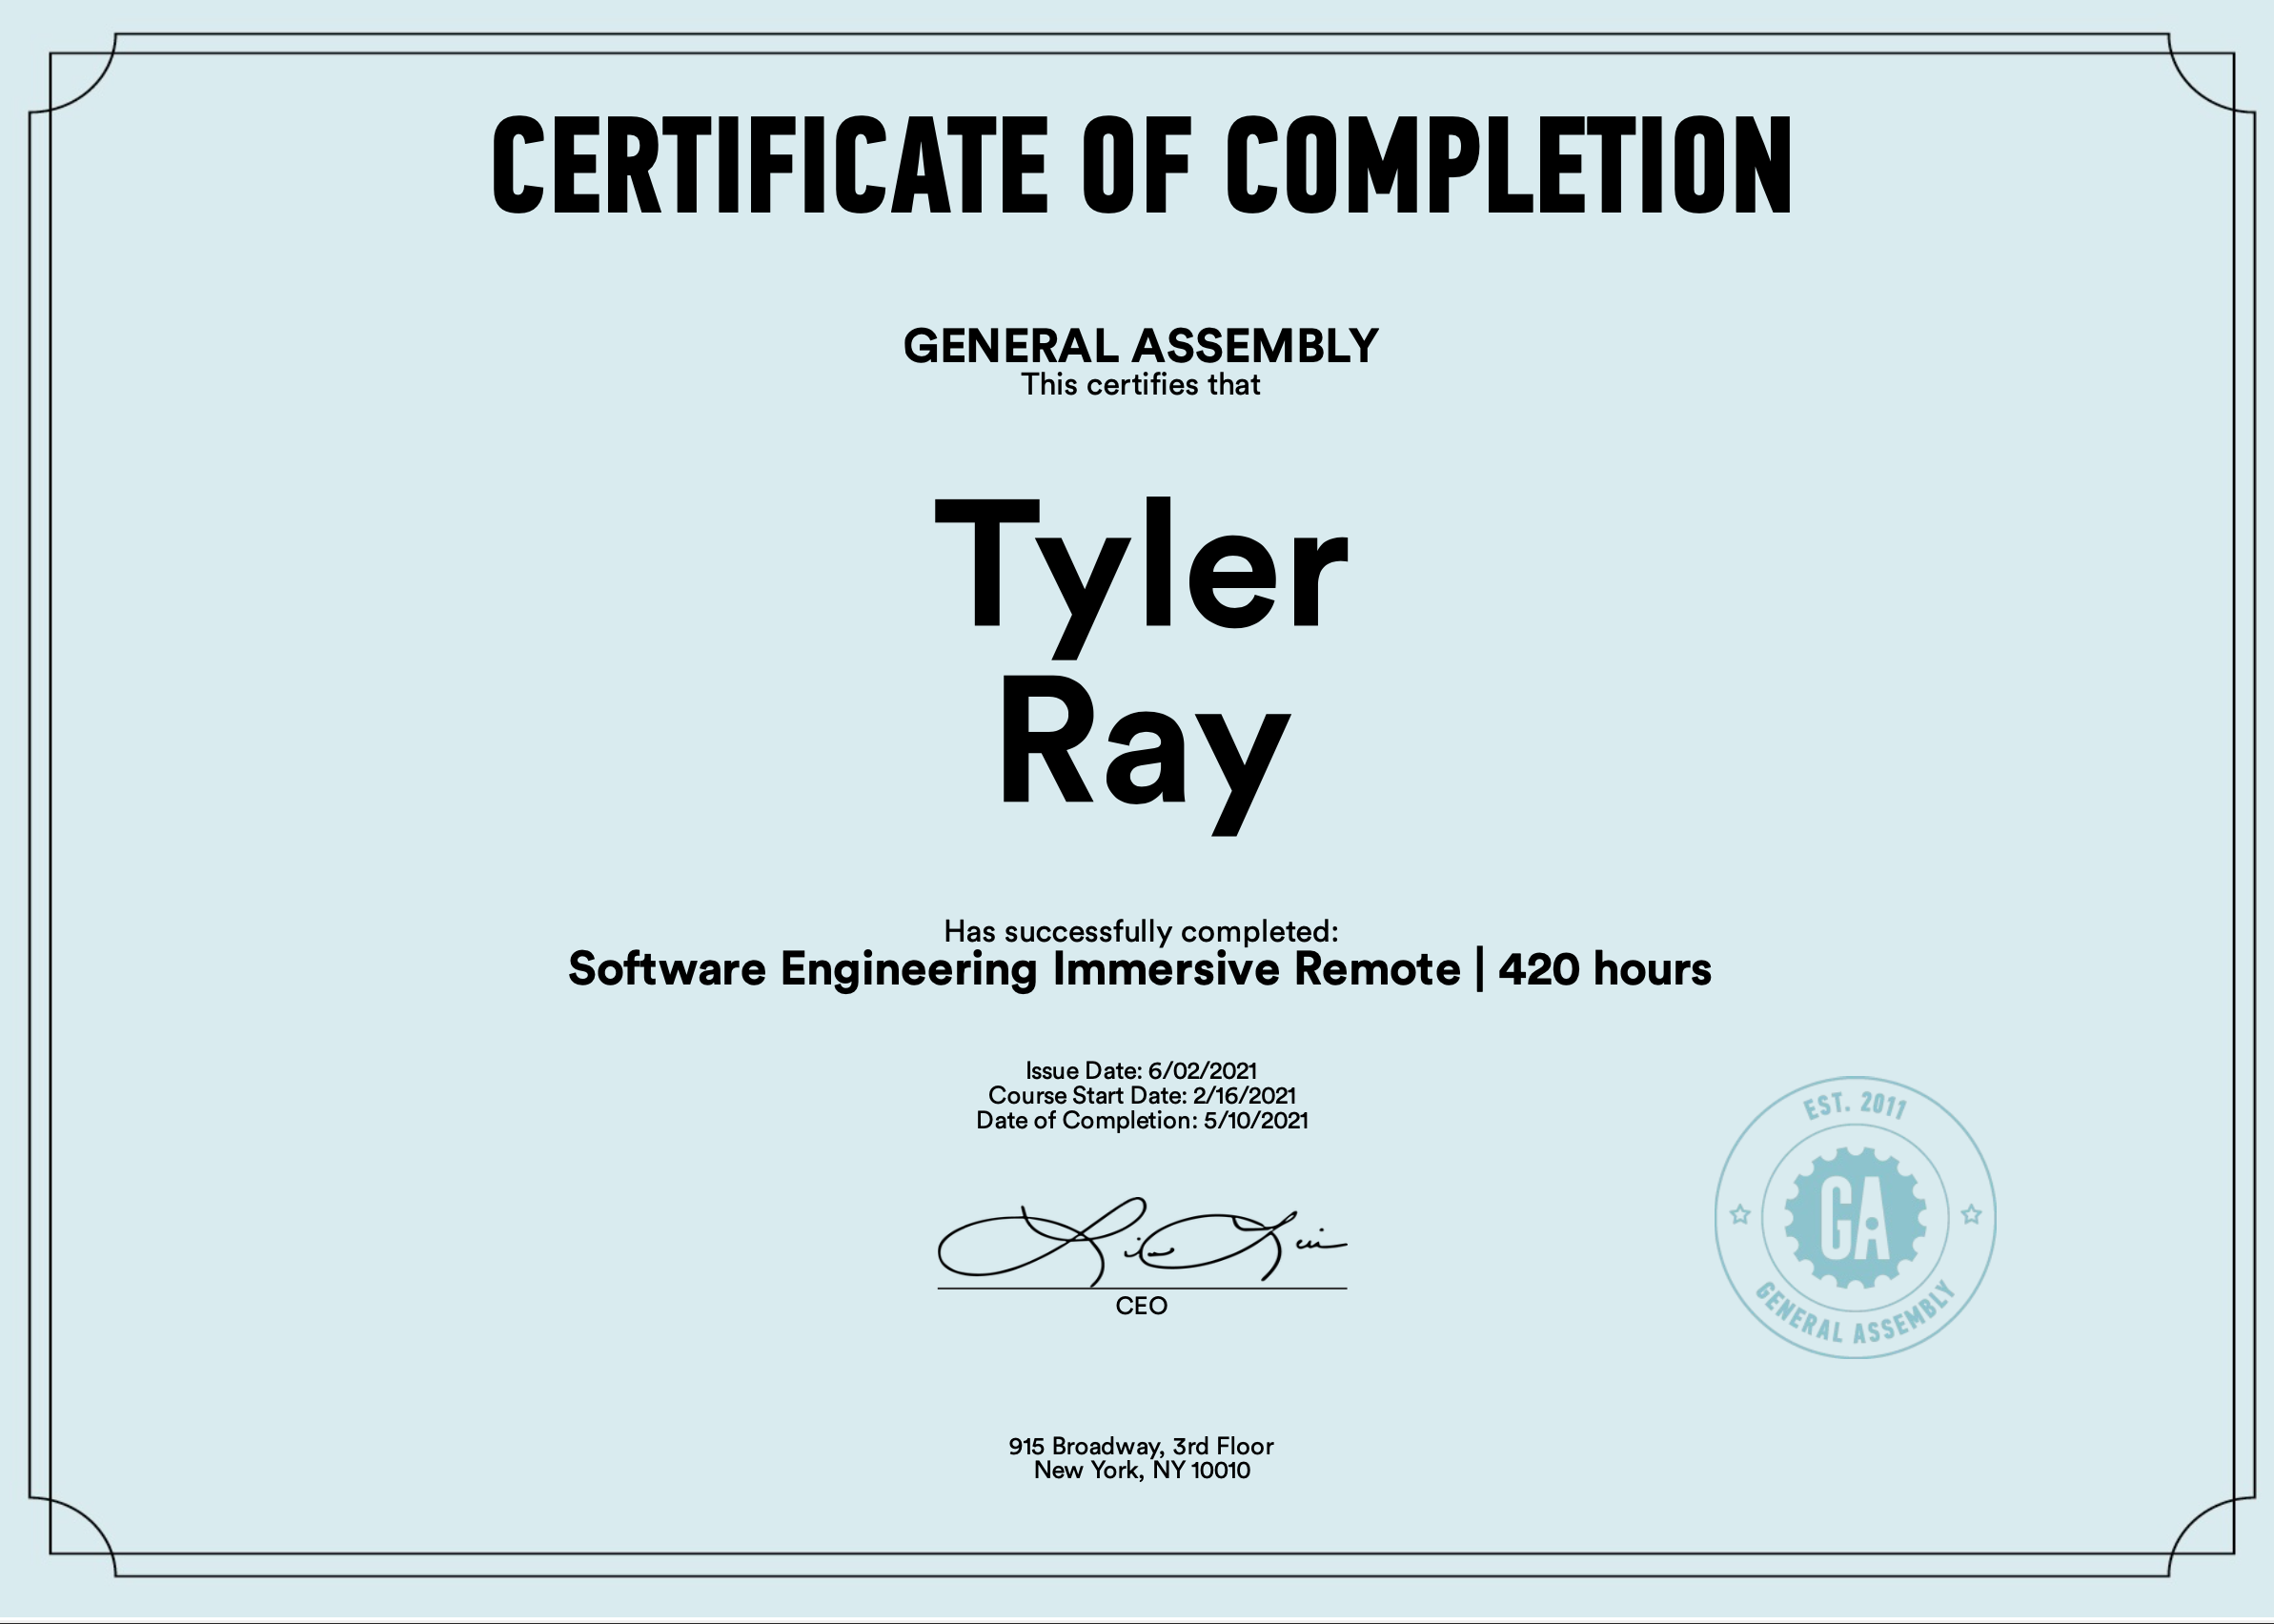 CERTIFICATE OF COMPLETION
GENERAL ASSEMBLY
This certifies that
Tyler
Ray
Has successfully completed:
Software Engineering Immersive Remote | 420 hours
Issue Date: 6/02/2021
Course Start Date: 2/16/2021
Date of Completion: 5/10/2021
CEO
EST. 2011
GA
GENERAL ASSEMBLY
915 Broadway, 3rd Floor
New York, NY 10010